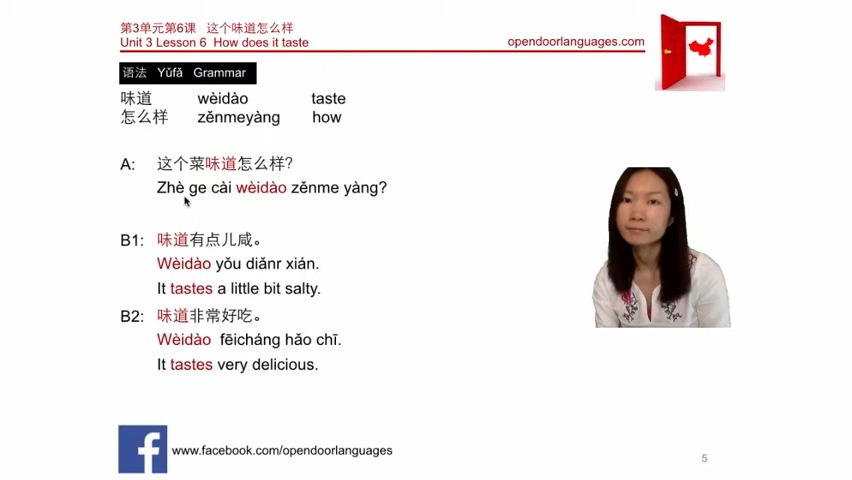 第3单元第6课 这个味道怎么样
Unit 3 Lesson 6 How does it taste
opendoorlanguages.com
语法 Yǔfǎ Grammar
味道 wèidào taste
怎么样 zěnmeyàng how
A: 这个菜味道怎么样?
Zhè ge cài wèidào zěnme yàng?
B1: 味道有点儿咸。
Wèidào yǒu diǎnr xián.
It tastes a little bit salty.
B2: 味道非常好吃。
Wèidào fēicháng hǎo chī.
It tastes very delicious.
www.facebook.com/opendoorlanguages
5